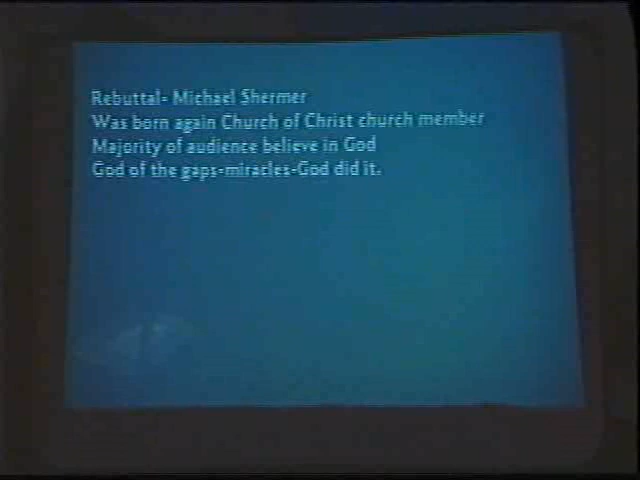 Rebuttal- Michael Shermer
Was born again Church of Christ church member
Majority of audience believe in God
God of the gaps-miracles-God did it.